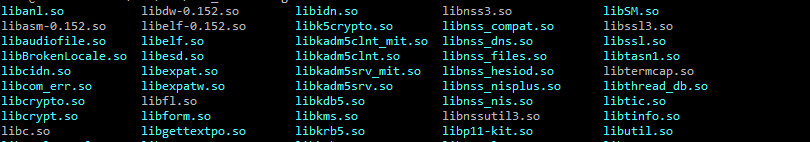 libanl.so libdw-0.152.so libidn.so libnss3.so libSM.so
libasm-0.152.so libelf-0.152.so libk5crypto.so libnss_compat.so libssl3.so
libaudiofile.so libelf.so libkadm5clnt_mit.so libnss_dns.so libssl.so
libBrokenLocale.so libesd.so libkadm5clnt.so libnss_files.so libtasn1.so
libcidn.so libexpat.so libkadm5srv_mit.so libnss_hesiod.so libtermcap.so
libcom_err.so libexpatw.so libkadm5srv.so libnss_nisplus.so libthread_db.so
libcrypto.so libfl.so libkdb5.so libnss_nis.so libtic.so
libcrypt.so libform.so libkms.so libnssutil3.so libtinfo.so
libc.so libgettextpo.so libkrb5.so libp11-kit.so libutil.so